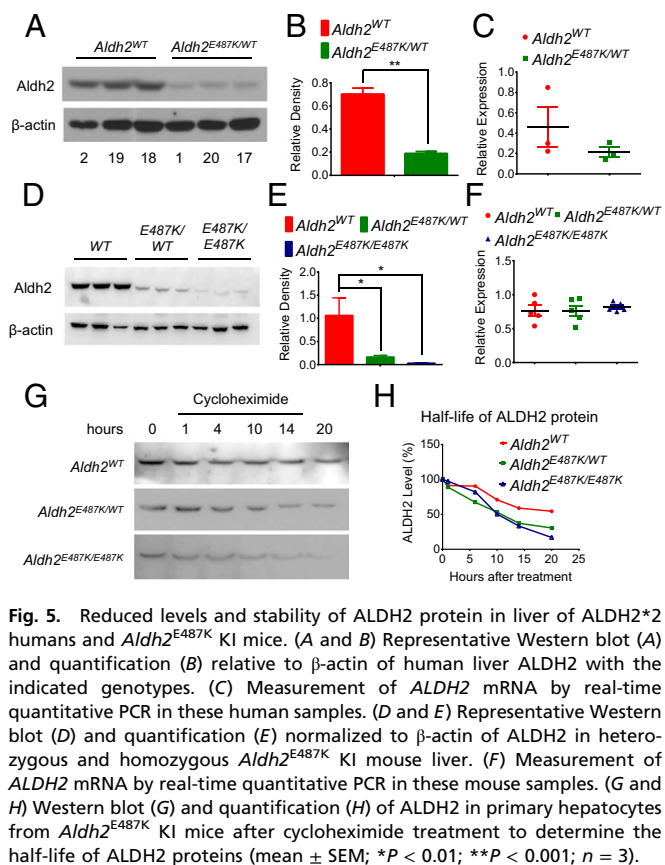 A
Aldh2WT Aldh2E487K/WT
Aldh2
β-actin
2 19 18 1 20 17
B
Aldh2WT
Aldh2E487K/WT
**
Relative Density
0.8
0.6
0.4
0.2
0.0
C
Aldh2WT
Aldh2E487K/WT
Relative Expression
1.0
0.8
0.6
0.4
0.2
0.0
D
WT E487K/WT E487K/E487K
Aldh2
β-actin
E
Aldh2WT Aldh2E487K/WT
Aldh2E487K/E487K
*
*
Relative Density
2.0
1.5
1.0
0.5
0.0
F
Aldh2WT Aldh2E487K/WT
Aldh2E487K/E487K
Relative Expression
1.5
1.0
0.5
0.0
G
Cycloheximide
hours 0 1 4 10 14 20
Aldh2WT
Aldh2E487K/WT
Aldh2E487K/E487K
H
Half-life of ALDH2 protein
Aldh2WT
Aldh2E487K/WT
Aldh2E487K/E487K
ALDH2 Level (%)
150
100
50
0
0 5 10 15 20 25
Hours after treatment
Fig. 5. Reduced levels and stability of ALDH2 protein in liver of ALDH2*2
humans and Aldh2E487K KI mice. (A and B) Representative Western blot (A)
and quantification (B) relative to β-actin of human liver ALDH2 with the
indicated genotypes. (C) Measurement of ALDH2 mRNA by real-time
quantitative PCR in these human samples. (D and E) Representative Western
blot (D) and quantification (E) normalized to β-actin of ALDH2 in hetero-
zygous and homozygous Aldh2E487K KI mouse liver. (F) Measurement of
ALDH2 mRNA by real-time quantitative PCR in these mouse samples. (G and
H) Western blot (G) and quantification (H) of ALDH2 in primary hepatocytes
from Aldh2E487K KI mice after cycloheximide treatment to determine the
half-life of ALDH2 proteins (mean ± SEM; *P < 0.01; **P < 0.001; n = 3).